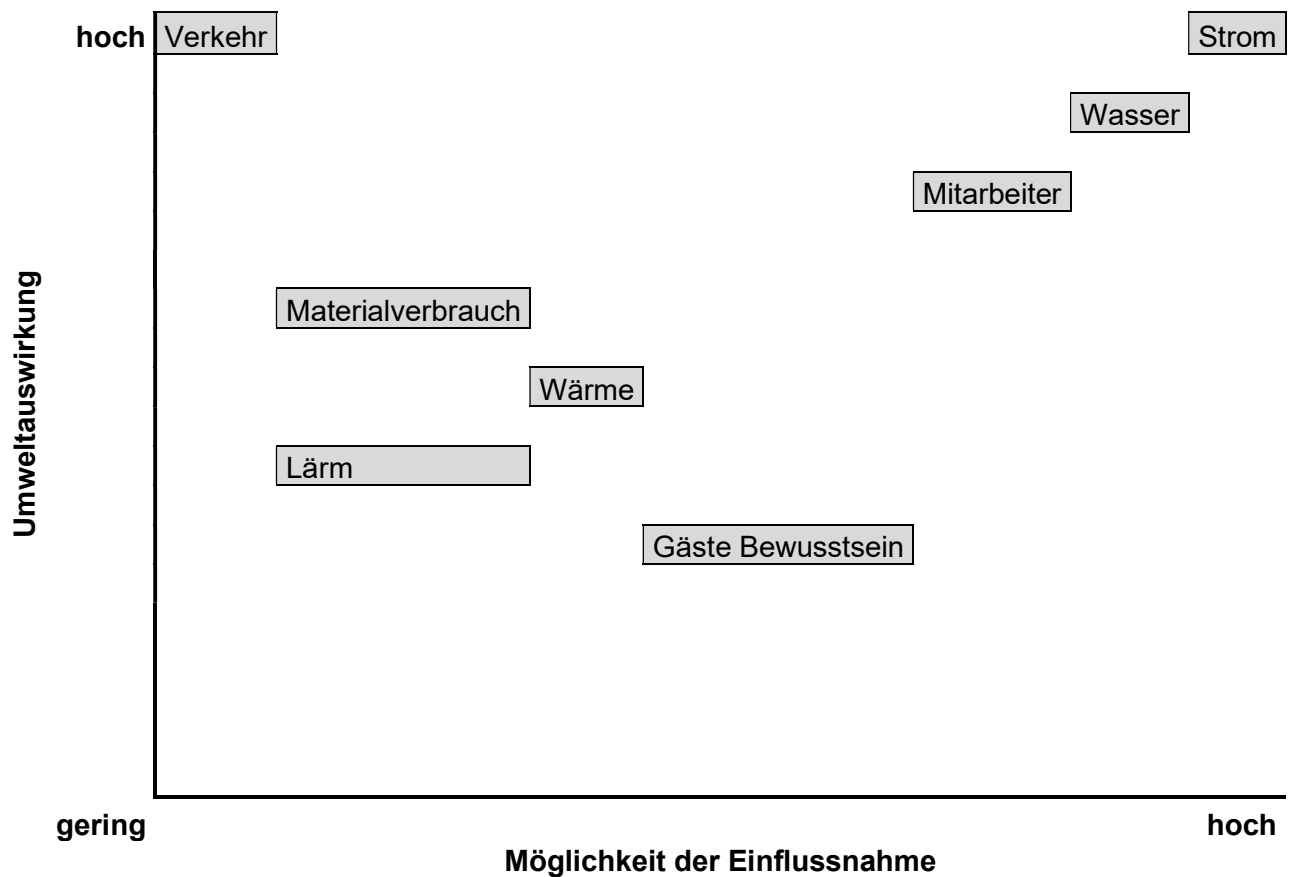 hoch Verkehr Strom
Wasser
Mitarbeiter
Materialverbrauch
Wärme
Lärm
Gäste Bewusstsein
Umweltauswirkung
gering hoch
Möglichkeit der Einflussnahme